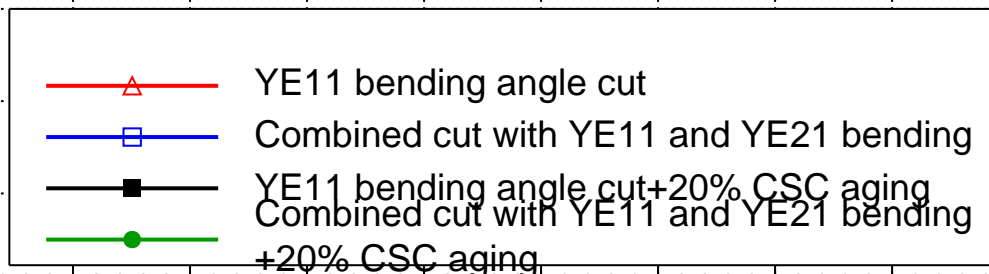 YE11 bending angle cut
Combined cut with YE11 and YE21 bending
YE11 bending angle cut+20% CSC aging
Combined cut with YE11 and YE21 bending
+20% CSC aging